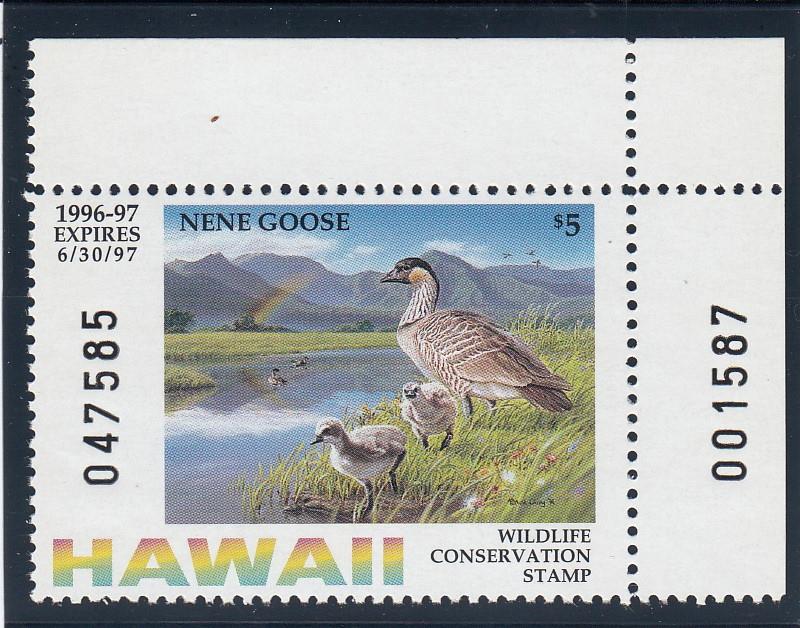 1996-97
EXPIRES
6/30/97
NENE GOOSE
$5
047585
001587
HAWAII
WILDLIFE
CONSERVATION
STAMP